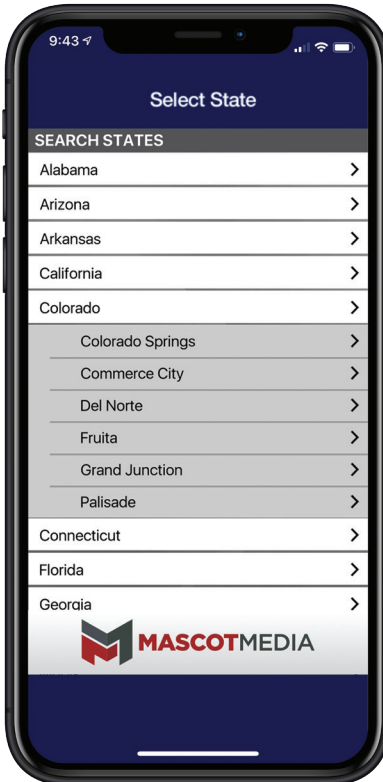 9:43
Select State
SEARCH STATES
Alabama
Arizona
Arkansas
California
Colorado
Colorado Springs
Commerce City
Del Norte
Fruita
Grand Junction
Palisade
Connecticut
Florida
Georgia
MASCOTMEDIA